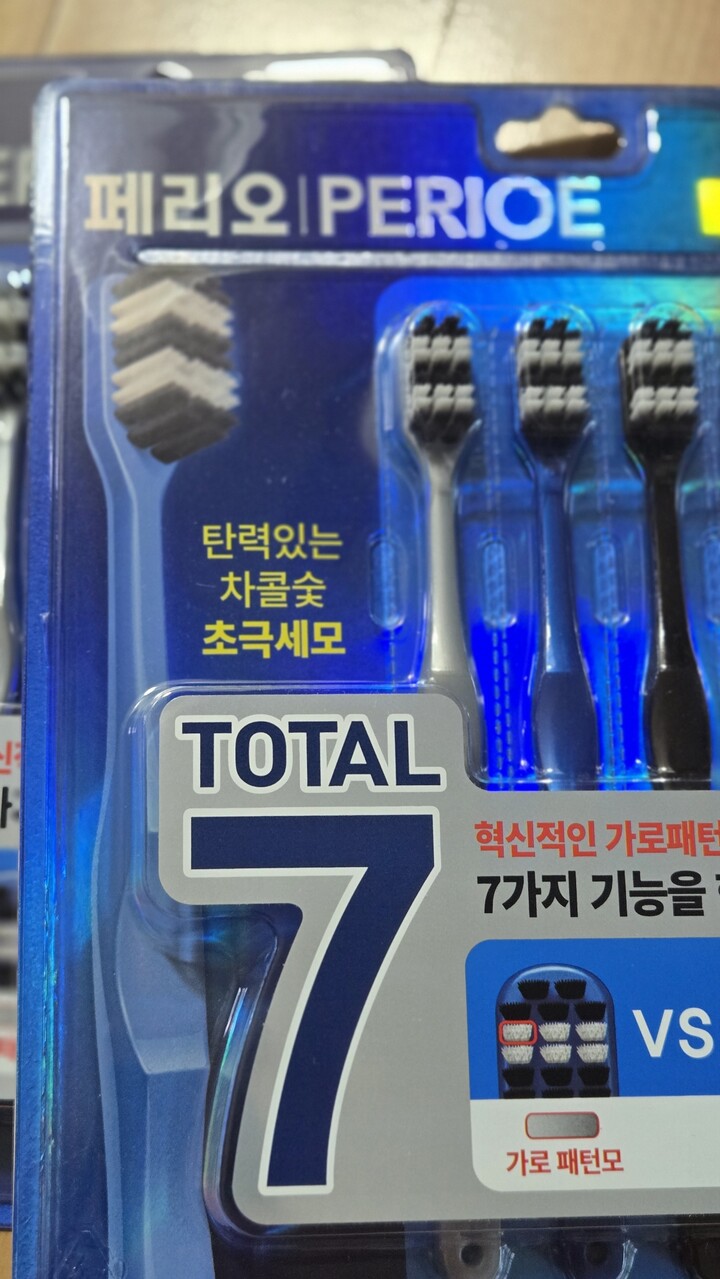 페리오 | PERIOE
탄력있는
차콜숯
초극세모
TOTAL
7
혁신적인 가로패턴
7가지 기능을
VS
가로 패턴모